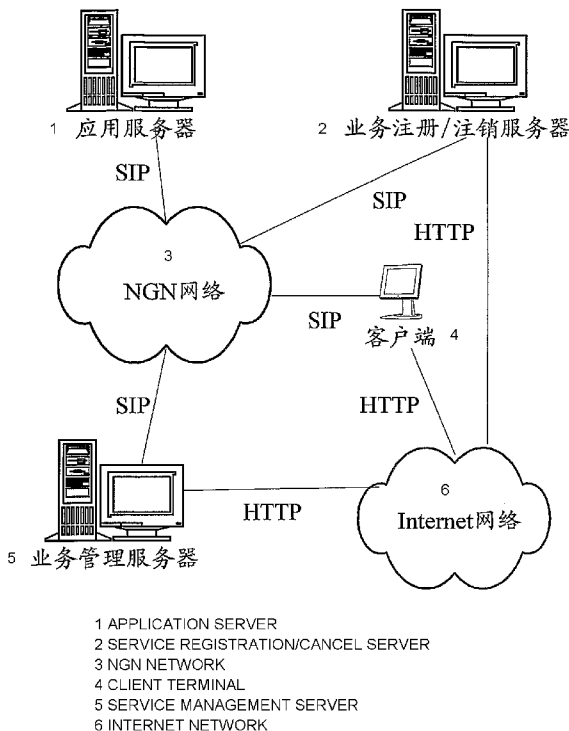 1 应用服务器
2 业务注册/注销服务器
SIP
SIP
HTTP
3
NGN网络
SIP
客户端 4
SIP
HTTP
HTTP
6
Internet网络
5 业务管理服务器
1 APPLICATION SERVER
2 SERVICE REGISTRATION/CANCEL SERVER
3 NGN NETWORK
4 CLIENT TERMINAL
5 SERVICE MANAGEMENT SERVER
6 INTERNET NETWORK